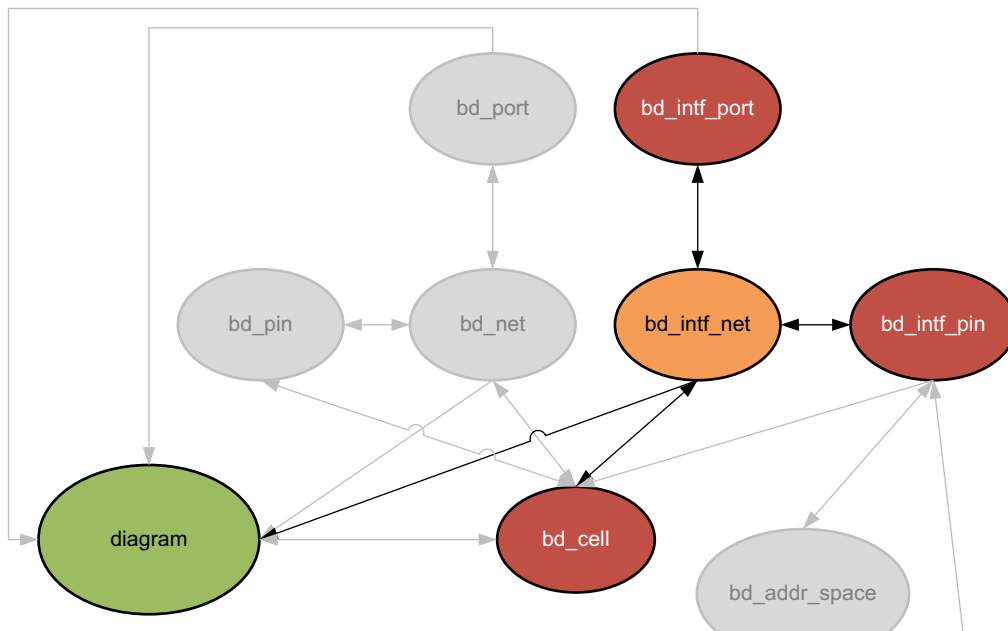 bd_port
bd_intf_port
bd_pin
bd_net
bd_intf_net
bd_intf_pin
diagram
bd_cell
bd_addr_space